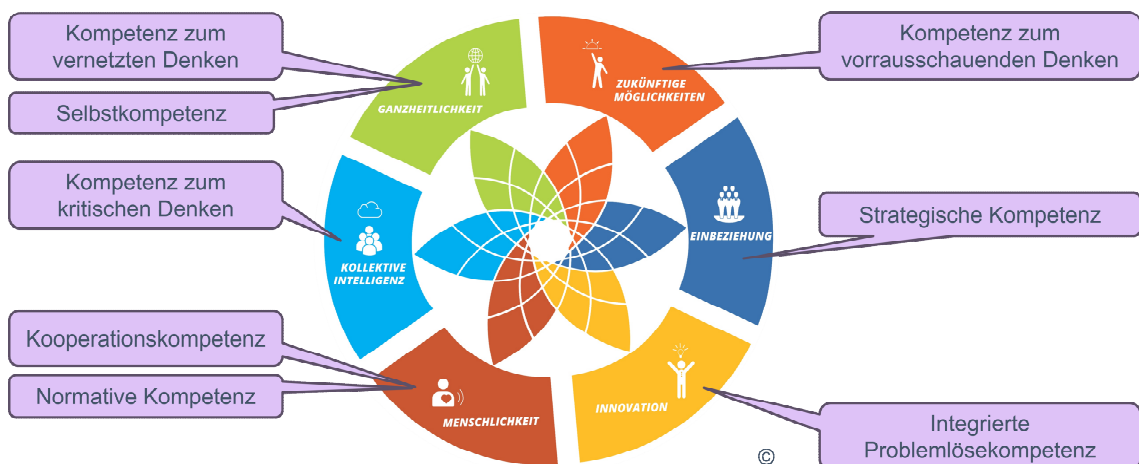 Kompetenz zum
vernetzten Denken
Selbstkompetenz
Kompetenz zum
kritischen Denken
Kooperationskompetenz
Normative Kompetenz
GANZHEITLICHKEIT
ZUKÜNFTIGE
MÖGLICHKEITEN
EINBEZIEHUNG
KOLLEKTIVE
INTELLIGENZ
MENSCHLICHKEIT
INNOVATION
©
Kompetenz zum
vorrausschauenden Denken
Strategische Kompetenz
Integrierte
Problemlösekompetenz